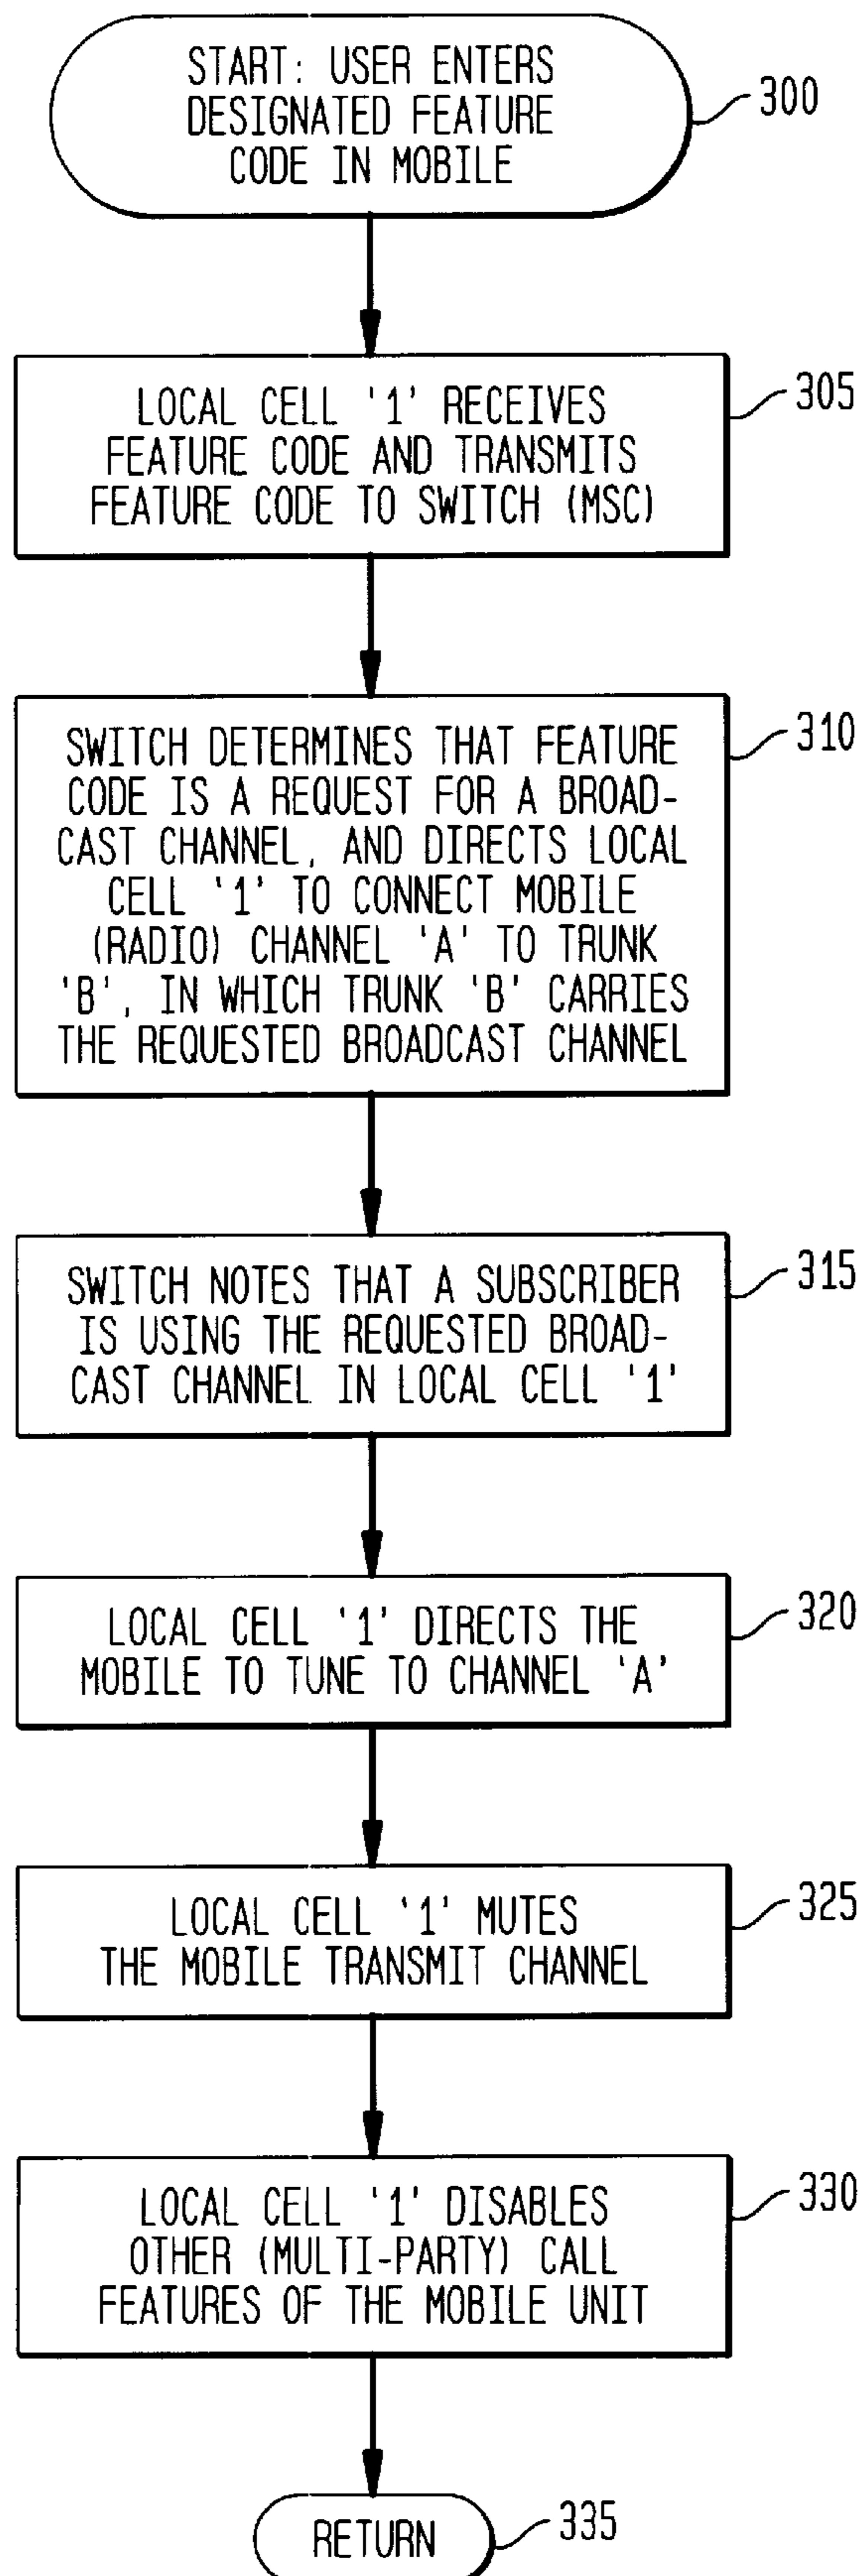 START: USER ENTERS
DESIGNATED FEATURE
CODE IN MOBILE
300
LOCAL CELL '1' RECEIVES
FEATURE CODE AND TRANSMITS
FEATURE CODE TO SWITCH (MSC)
305
SWITCH DETERMINES THAT FEATURE
CODE IS A REQUEST FOR A BROAD-
CAST CHANNEL, AND DIRECTS LOCAL
CELL '1' TO CONNECT MOBILE
(RADIO) CHANNEL 'A' TO TRUNK
'B', IN WHICH TRUNK 'B' CARRIES
THE REQUESTED BROADCAST CHANNEL
310
SWITCH NOTES THAT A SUBSCRIBER
IS USING THE REQUESTED BROAD-
CAST CHANNEL IN LOCAL CELL '1'
315
LOCAL CELL '1' DIRECTS THE
MOBILE TO TUNE TO CHANNEL 'A'
320
LOCAL CELL '1' MUTES
THE MOBILE TRANSMIT CHANNEL
325
LOCAL CELL '1' DISABLES
OTHER (MULTI-PARTY) CALL
FEATURES OF THE MOBILE UNIT
330
RETURN
335